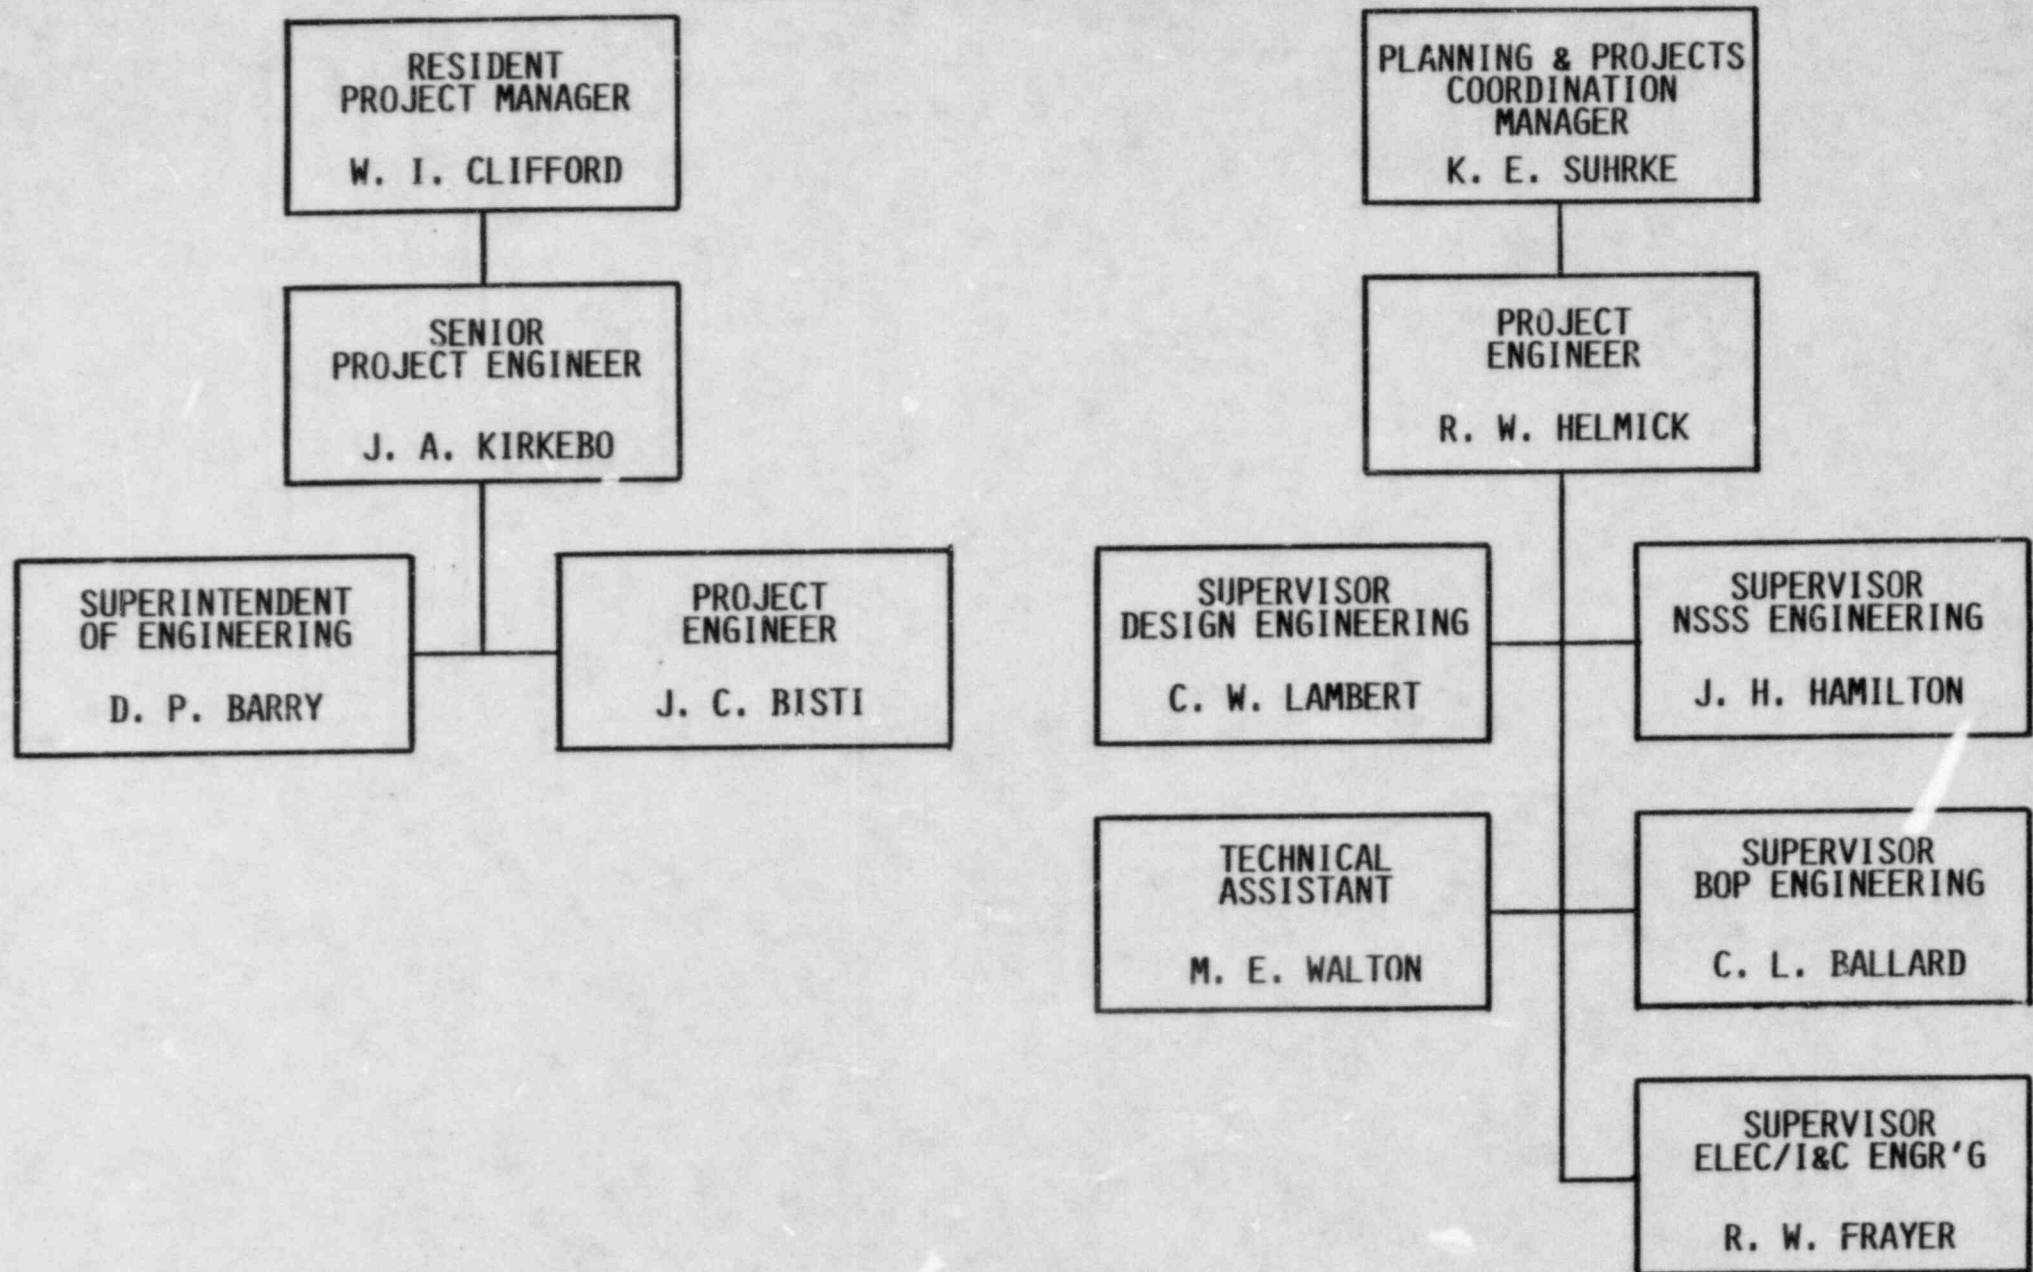 RESIDENT
PROJECT MANAGER
W. I. CLIFFORD
SENIOR
PROJECT ENGINEER
J. A. KIRKEBO
SUPERINTENDENT
OF ENGINEERING
D. P. BARRY
PROJECT
ENGINEER
J. C. BISTI
PLANNING & PROJECTS
COORDINATION
MANAGER
K. E. SUHRKE
PROJECT
ENGINEER
R. W. HELMICK
SUPERVISOR
DESIGN ENGINEERING
C. W. LAMBERT
SUPERVISOR
NSSS ENGINEERING
J. H. HAMILTON
TECHNICAL
ASSISTANT
M. E. WALTON
SUPERVISOR
BOP ENGINEERING
C. L. BALLARD
SUPERVISOR
ELEC/I&C ENGR'G
R. W. FRAYER